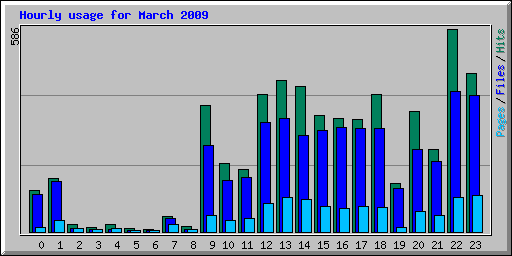 Hourly usage for March 2009
586
Pages / Files / Hits
0 1 2 3 4 5 6 7 8 9 10 11 12 13 14 15 16 17 18 19 20 21 22 23